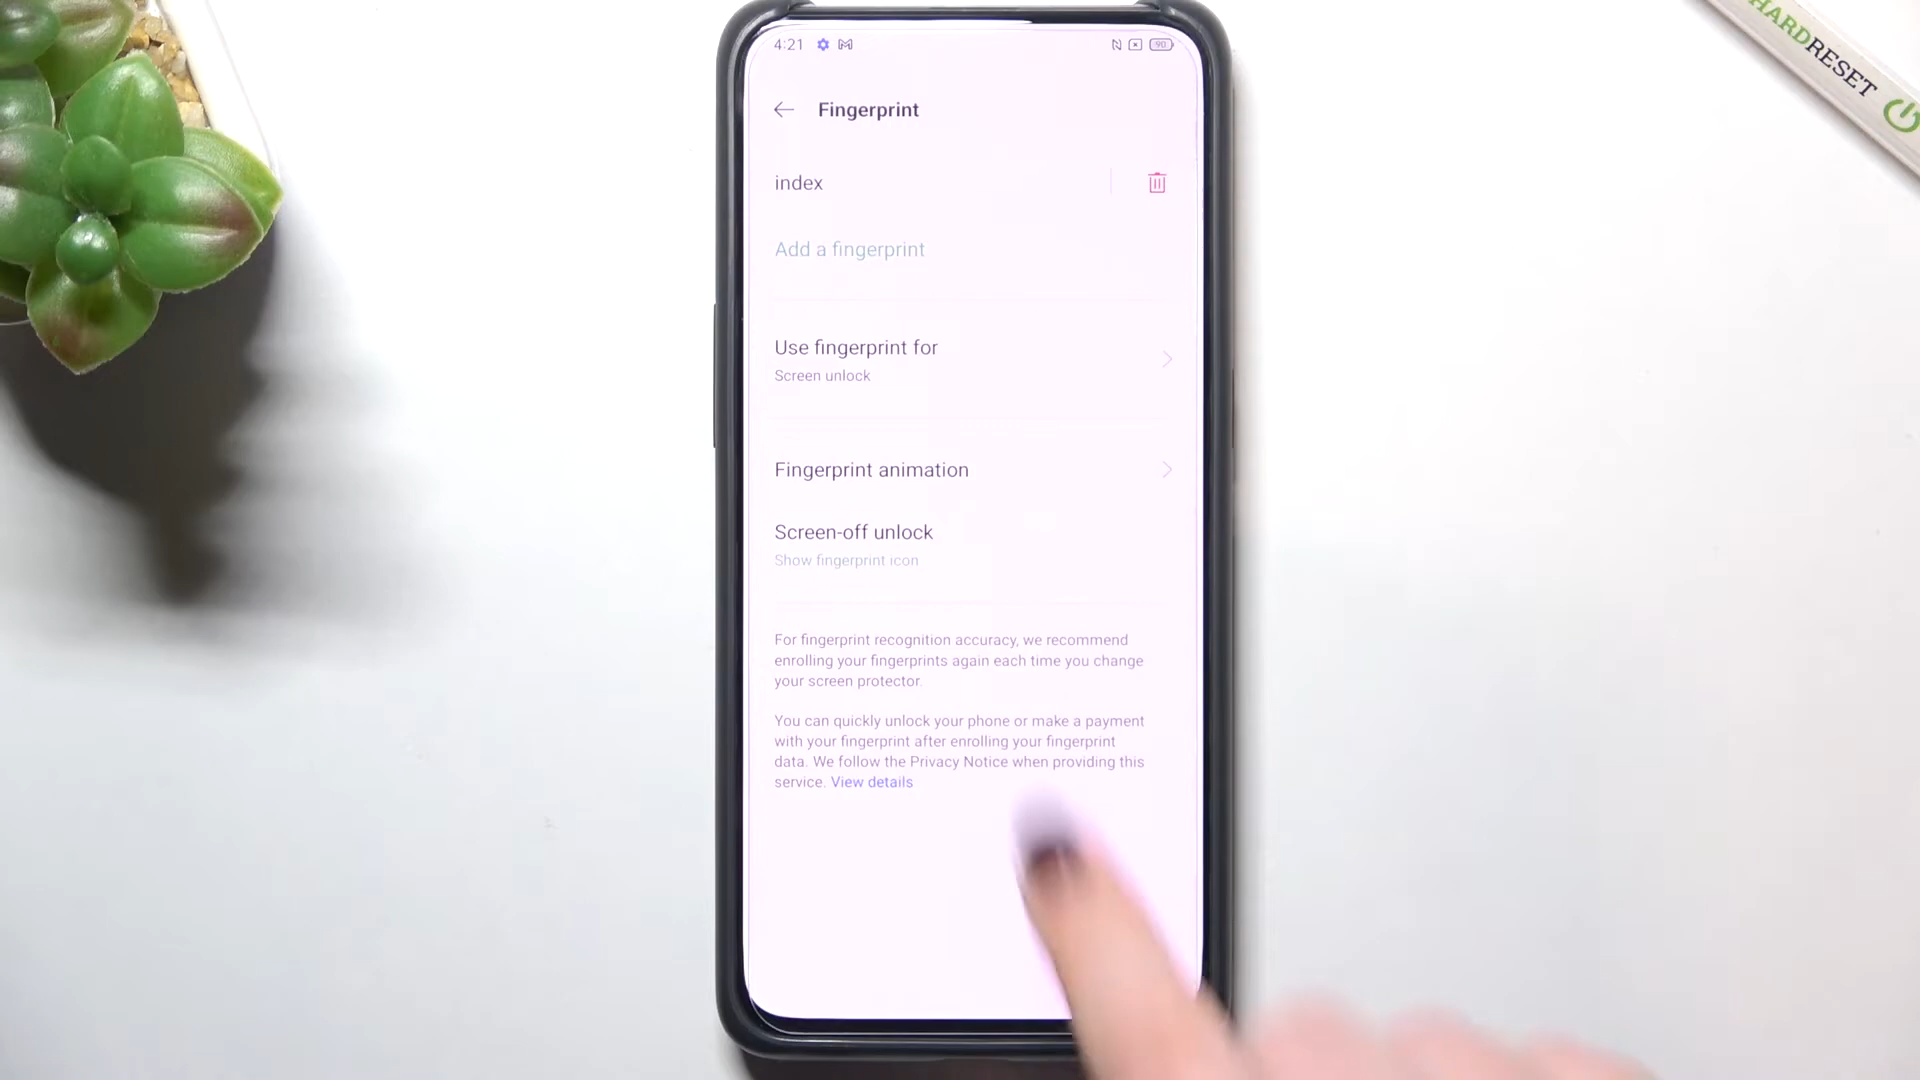 4:21
90
HARDRESET
Fingerprint
index
Add a fingerprint
Use fingerprint for
Screen unlock
Fingerprint animation
Screen-off unlock
Show fingerprint icon
For fingerprint recognition accuracy, we recommend
enrolling your fingerprints again each time you change
your screen protector.
You can quickly unlock your phone or make a payment
with your fingerprint after enrolling your fingerprint
data. We follow the Privacy Notice when providing this
service. View details